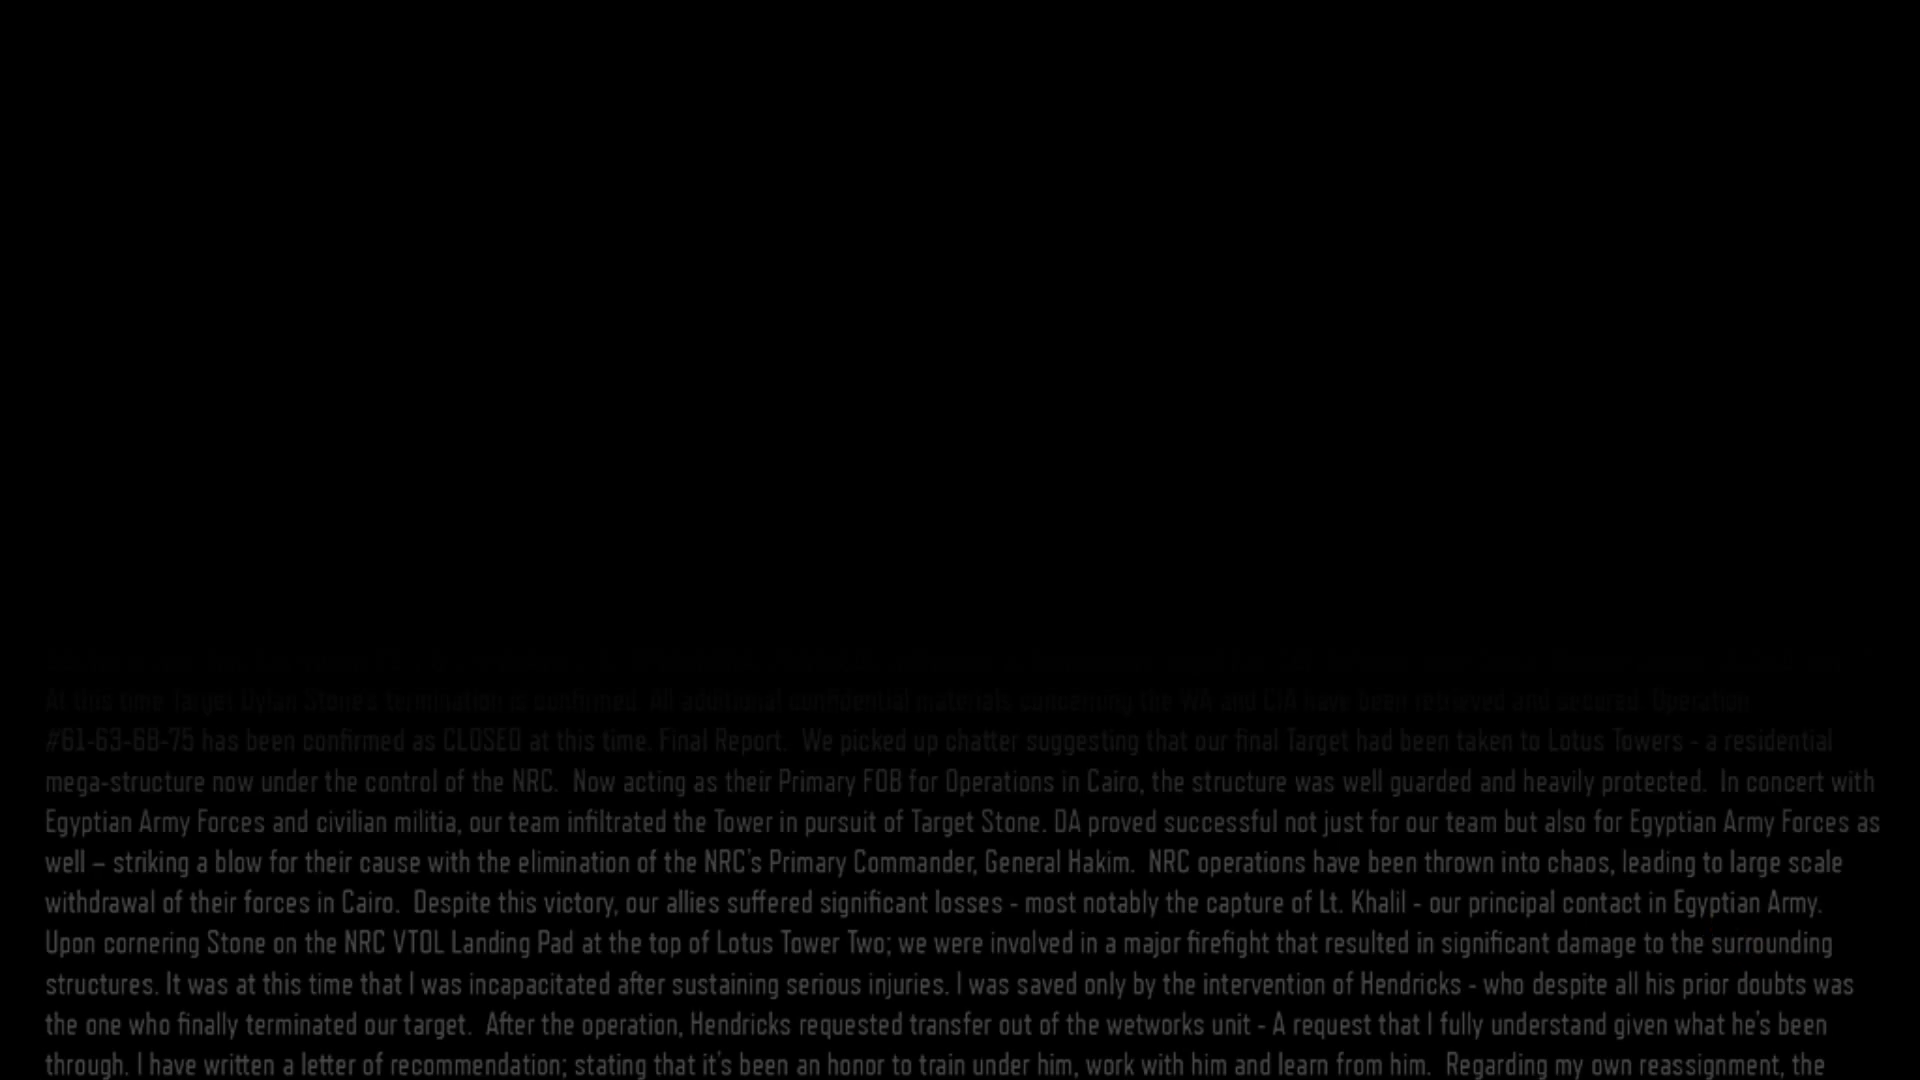 At this time Target Dylan Stone's termination is confirmed. All additional confidential materials concerning the WA and CIA have been retrieved and secured. Operation
#61-63-6B-75 has been confirmed as CLOSED at this time. Final Report.  We picked up chatter suggesting that our final Target had been taken to Lotus Towers - a residential
mega-structure now under the control of the NRC.  Now acting as their Primary FOB for Operations in Cairo, the structure was well guarded and heavily protected.  In concert with
Egyptian Army Forces and civilian militia, our team infiltrated the Tower in pursuit of Target Stone. DA proved successful not just for our team but also for Egyptian Army Forces as
well – striking a blow for their cause with the elimination of the NRC's Primary Commander, General Hakim.  NRC operations have been thrown into chaos, leading to large scale
withdrawal of their forces in Cairo.  Despite this victory, our allies suffered significant losses - most notably the capture of Lt. Khalil - our principal contact in Egyptian Army.
Upon cornering Stone on the NRC VTOL Landing Pad at the top of Lotus Tower Two; we were involved in a major firefight that resulted in significant damage to the surrounding
structures. It was at this time that I was incapacitated after sustaining serious injuries. I was saved only by the intervention of Hendricks - who despite all his prior doubts was
the one who finally terminated our target.  After the operation, Hendricks requested transfer out of the wetworks unit - A request that I fully understand given what he's been
through. I have written a letter of recommendation; stating that it's been an honor to train under him, work with him and learn from him.  Regarding my own reassignment, the